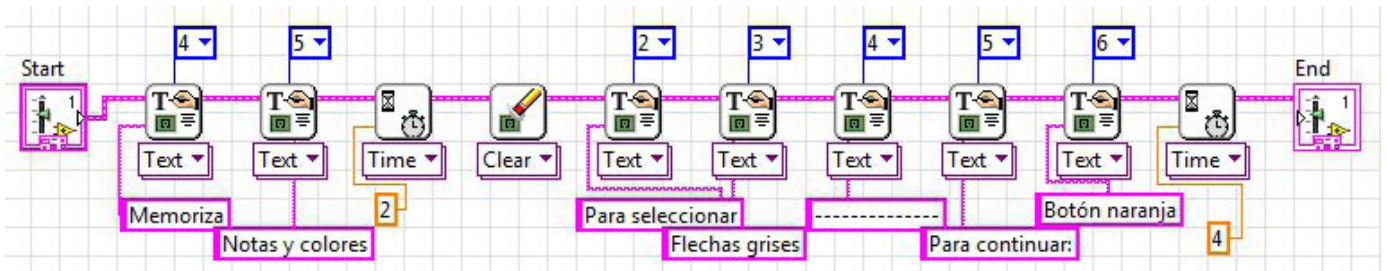 4 5 2 3 4 5 6
Start End
1 T T T T T T T 1
Text Text Time Clear Text Text Text Text Text Time
Memoriza 2 Para seleccionar -------------- Botón naranja
Notas y colores Flechas grises Para continuar: 4